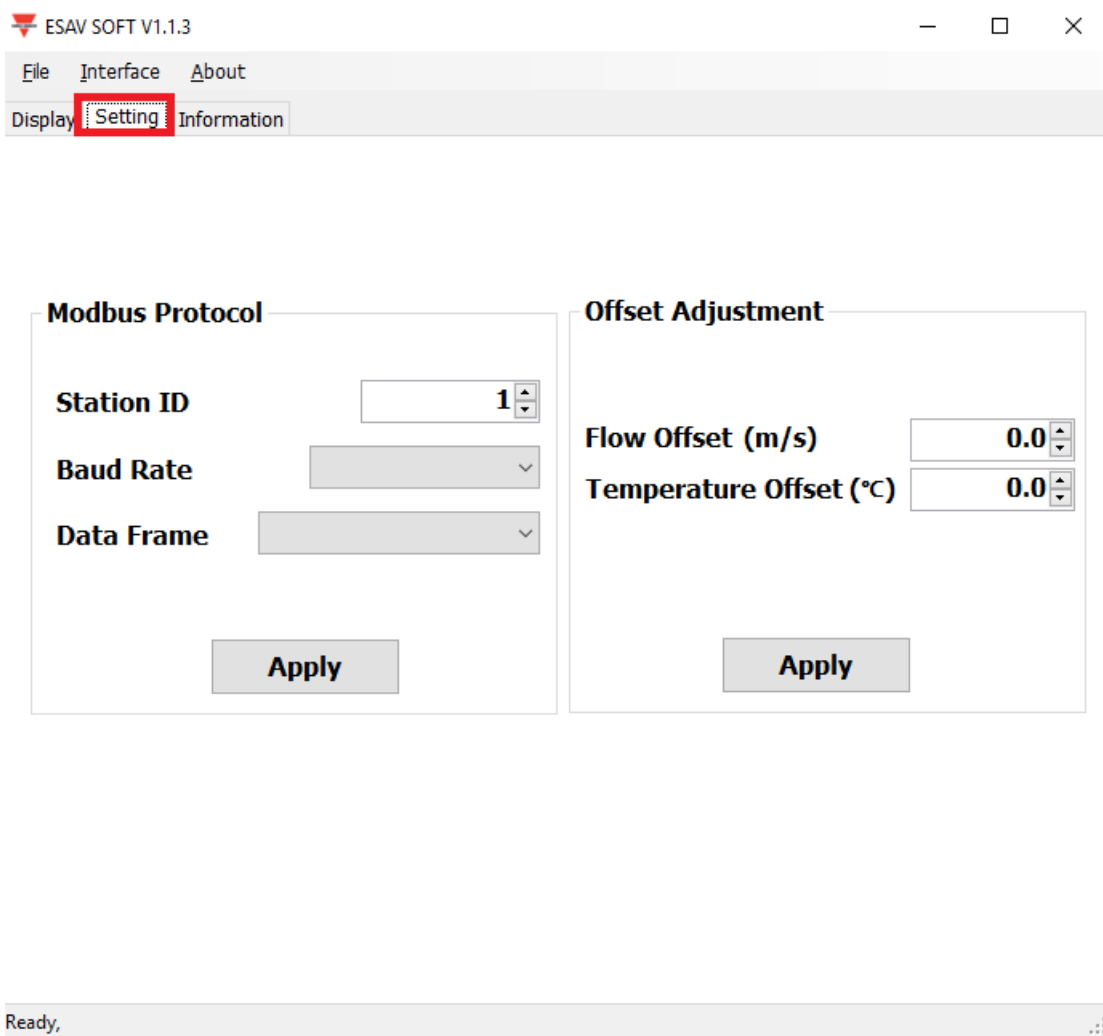 ESAV SOFT V1.1.3
File Interface About
Display Setting Information
Modbus Protocol
Station ID 1
Baud Rate
Data Frame
Apply
Offset Adjustment
Flow Offset (m/s) 0.0
Temperature Offset (℃) 0.0
Apply
Ready,